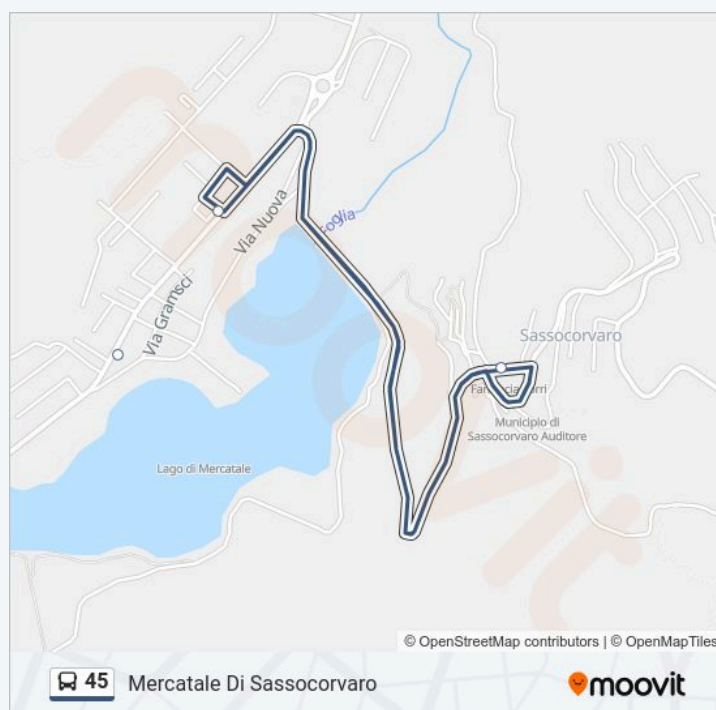 Via Nuova
Foglia
Via Gramsci
Sassocorvaro
Municipio di
Sassocorvaro Auditore
Lago di Mercatale
© OpenStreetMap contributors | © OpenMapTiles
45
Mercatale Di Sassocorvaro
moovit